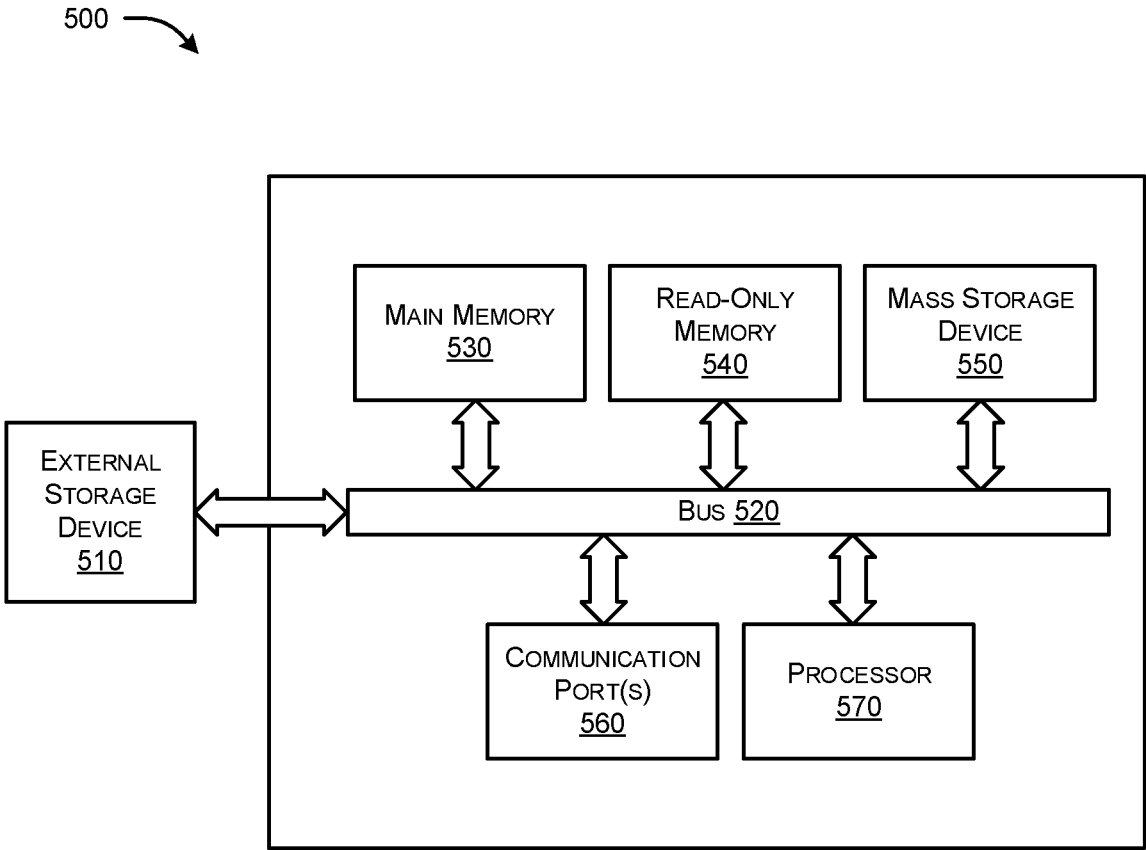 500
MAIN MEMORY
530
READ-ONLY
MEMORY
540
MASS STORAGE
DEVICE
550
EXTERNAL
STORAGE
DEVICE
510
BUS 520
COMMUNICATION
PORT(S)
560
PROCESSOR
570